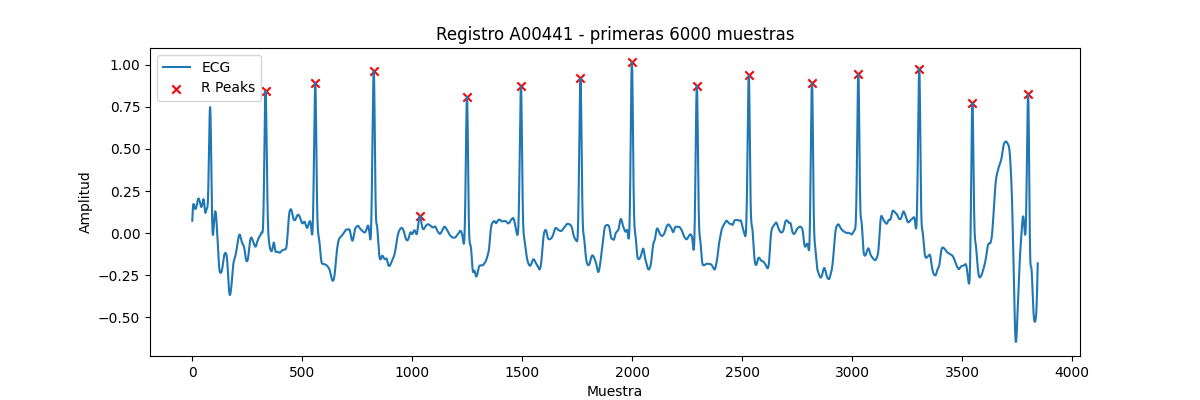 Registro A00441 - primeras 6000 muestras
ECG
R Peaks
Amplitud
1.00
0.75
0.50
0.25
0.00
−0.25
−0.50
0 500 1000 1500 2000 2500 3000 3500 4000
Muestra